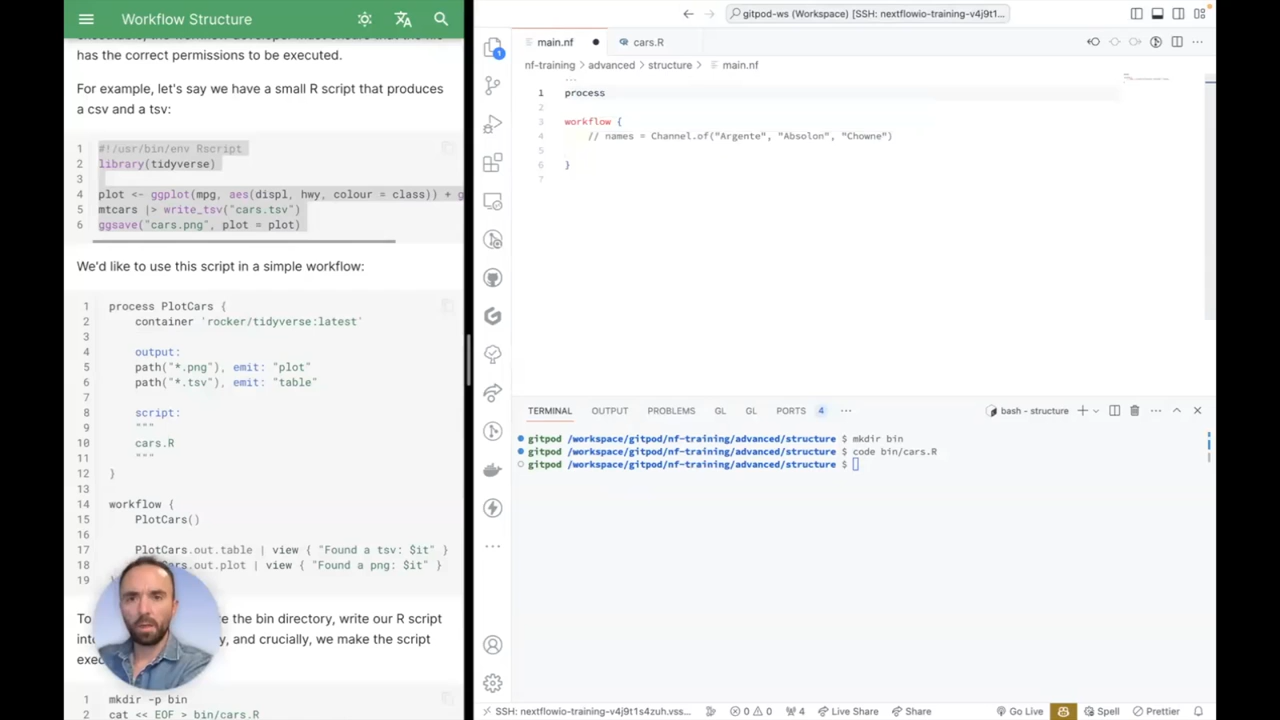 Workflow Structure
has the correct permissions to be executed.
For example, let's say we have a small R script that produces
a csv and a tsv:
1 #!/usr/bin/env Rscript
2 library(tidyverse)
3
4 plot <- ggplot(mpg, aes(displ, hwy, colour = class)) + g
5 mtcars |> write_tsv("cars.tsv")
6 ggsave("cars.png", plot = plot)
We'd like to use this script in a simple workflow:
1 process PlotCars {
2 container 'rocker/tidyverse:latest'
3
4 output:
5 path("*.png"), emit: "plot"
6 path("*.tsv"), emit: "table"
7
8 script:
9 """
10 cars.R
11 """
12 }
13
14 workflow {
15 PlotCars()
16
17 PlotCars.out.table | view { "Found a tsv: $it" }
18 .out.plot | view { "Found a png: $it" }
19
the bin directory, write our R script
and crucially, we make the script
1 mkdir -p bin
2 cat << EOF > bin/cars.R
gitpod-ws (Workspace) [SSH: nextflowio-training-v4j9t1...
main.nf
cars.R
nf-training > advanced > structure > main.nf
...
1 process
2
3 workflow {
4 // names = Channel.of("Argente", "Absolon", "Chowne")
5
6 }
7
1
TERMINAL OUTPUT PROBLEMS GL GL PORTS 4 ...
bash - structure
gitpod /workspace/gitpod/nf-training/advanced/structure $ mkdir bin
gitpod /workspace/gitpod/nf-training/advanced/structure $ code bin/cars.R
gitpod /workspace/gitpod/nf-training/advanced/structure $
SSH: nextflowio-training-v4j9t1s4zuh.vss... 0 0 4 Live Share Share Go Live Spell Prettier